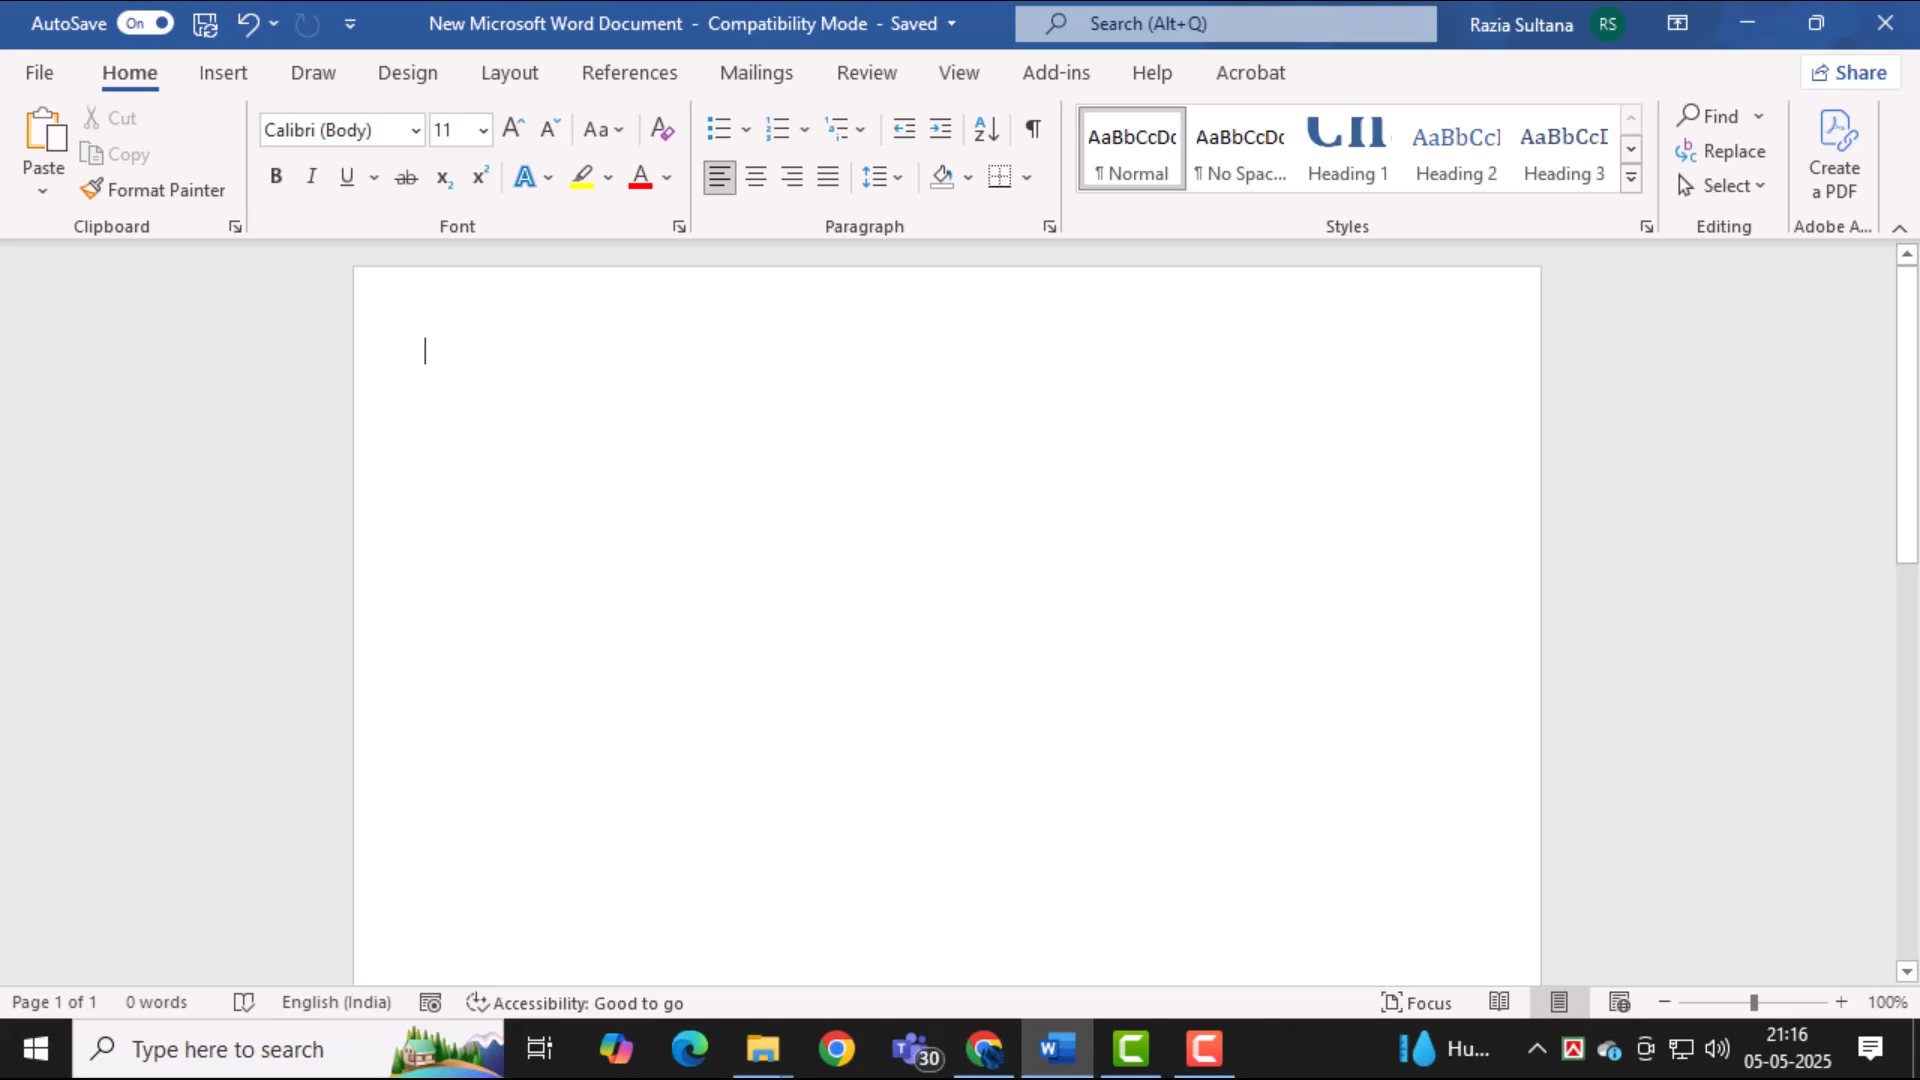 AutoSave On New Microsoft Word Document - Compatibility Mode - Saved Search (Alt+Q) Razia Sultana RS
File Home Insert Draw Design Layout References Mailings Review View Add-ins Help Acrobat Share
Paste Cut Copy Format Painter
Clipboard
Calibri (Body) 11 Aa
B I U ab x2 x2 A A
Font
Paragraph
AaBbCcDc AaBbCcDc AaBbCcI AaBbCcI
¶ Normal ¶ No Spac... Heading 1 Heading 2 Heading 3
Styles
Find
Replace
Select
Editing
Create
a PDF
Adobe A...
Page 1 of 1 0 words English (India) Accessibility: Good to go Focus 100%
Type here to search 30 Hu... 21:16
05-05-2025